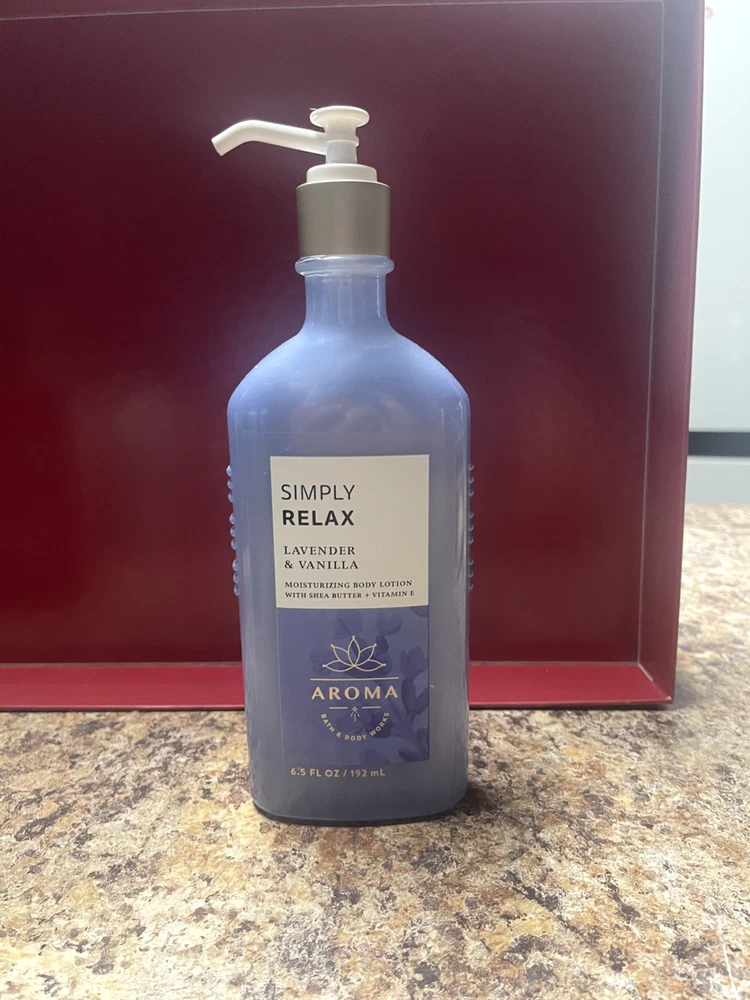 SIMPLY
RELAX
LAVENDER
& VANILLA
MOISTURIZING BODY LOTION
WITH SHEA BUTTER + VITAMIN E
AROMA
BATH & BODY WORKS
6.5 FL OZ / 192 mL